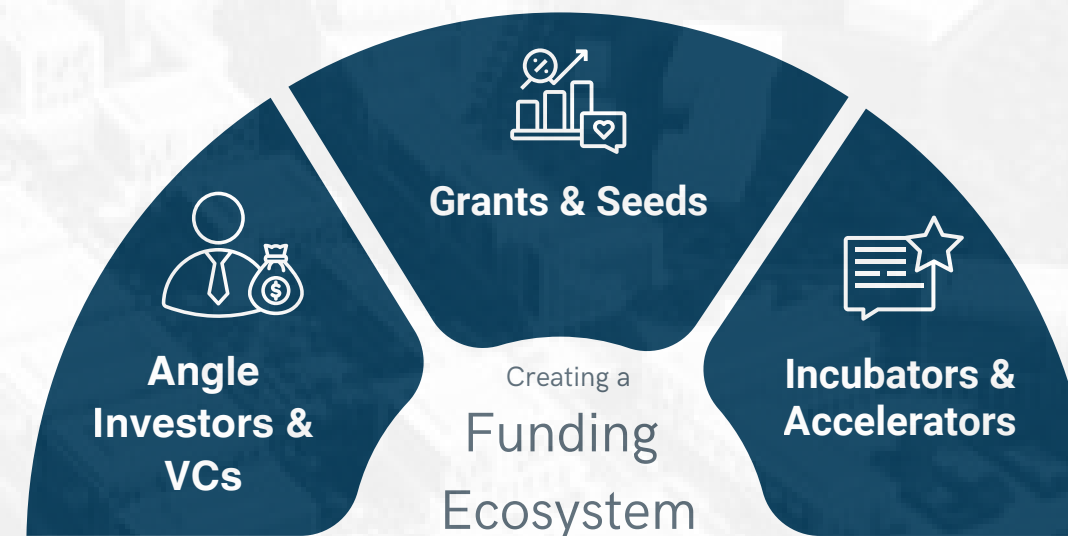 Grants & Seeds
Angle
Investors &
VCs
Incubators &
Accelerators
Creating a
Funding
Ecosystem